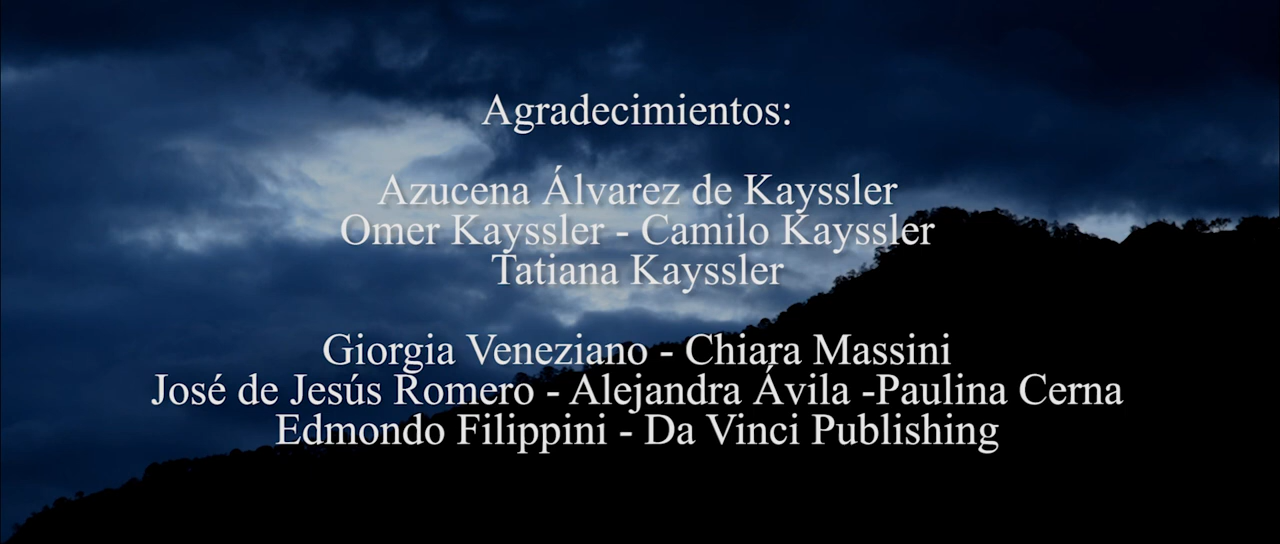 Agradecimientos:
Azucena Álvarez de Kayssler
Omer Kayssler - Camilo Kayssler
Tatiana Kayssler
Giorgia Veneziano - Chiara Massini
José de Jesús Romero - Alejandra Ávila -Paulina Cerna
Edmondo Filippini - Da Vinci Publishing